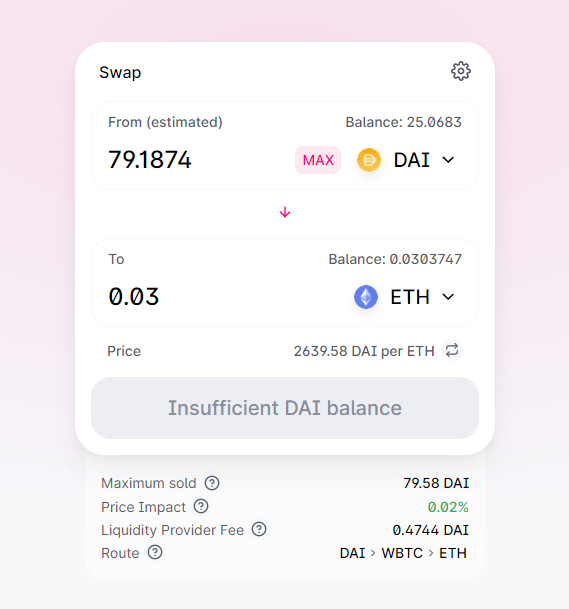 Swap
From (estimated) Balance: 25.0683
79.1874 MAX DAI
To Balance: 0.0303747
0.03 ETH
Price 2639.58 DAI per ETH
Insufficient DAI balance
Maximum sold ? 79.58 DAI
Price Impact ? 0.02%
Liquidity Provider Fee ? 0.4744 DAI
Route ? DAI > WBTC > ETH